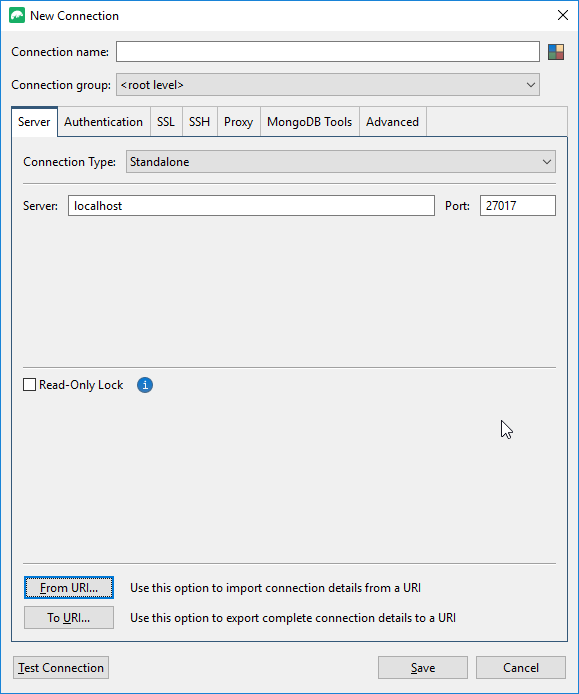 New Connection
Connection name:
Connection group: <root level>
Server Authentication SSL SSH Proxy MongoDB Tools Advanced
Connection Type: Standalone
Server: localhost Port: 27017
Read-Only Lock i
From URI... Use this option to import connection details from a URI
To URI... Use this option to export complete connection details to a URI
Test Connection Save Cancel